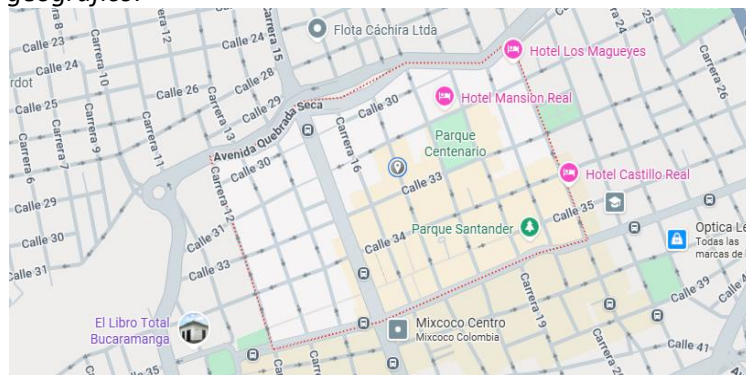 geográfico.
Flota Cáchira Ltda
Calle 23
Calle 24
Calle 24
Carrera 10
Carrera 12
Carrera 15
Carrera 24
Carrera 25
Carrera 26
Hotel Los Magueyes
rdot
Calle 25
Calle 26
Calle 28
Calle 29
Calle 30
Hotel Mansion Real
Carrera 6
Carrera 7
Carrera 9
Carrera 11
Carrera 13
Avenida Quebrada Seca
Carrera 16
Parque
Centenario
Calle 30
Calle 33
Hotel Castillo Real
Calle 29
Carrera 12
Calle 30
Calle 31
Calle 31
Calle 33
Calle 34
Parque Santander
Calle 35
Optica Le
Todas las
marcas de
El Libro Total
Bucaramanga
Mixcoco Centro
Mixcoco Colombia
Carrera 19
Calle 39
Calle 41